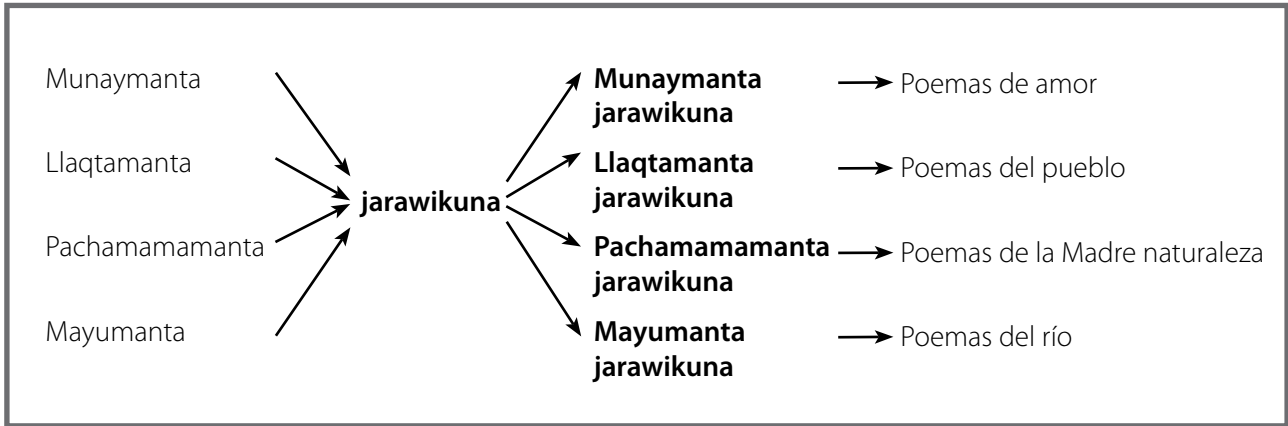 Munaymanta
Llaqtamanta
Pachamamamanta
Mayumanta
jarawikuna
Munaymanta
jarawikuna
Llaqtamanta
jarawikuna
Pachamamamanta
jarawikuna
Mayumanta
jarawikuna
Poemas de amor
Poemas del pueblo
Poemas de la Madre naturaleza
Poemas del río